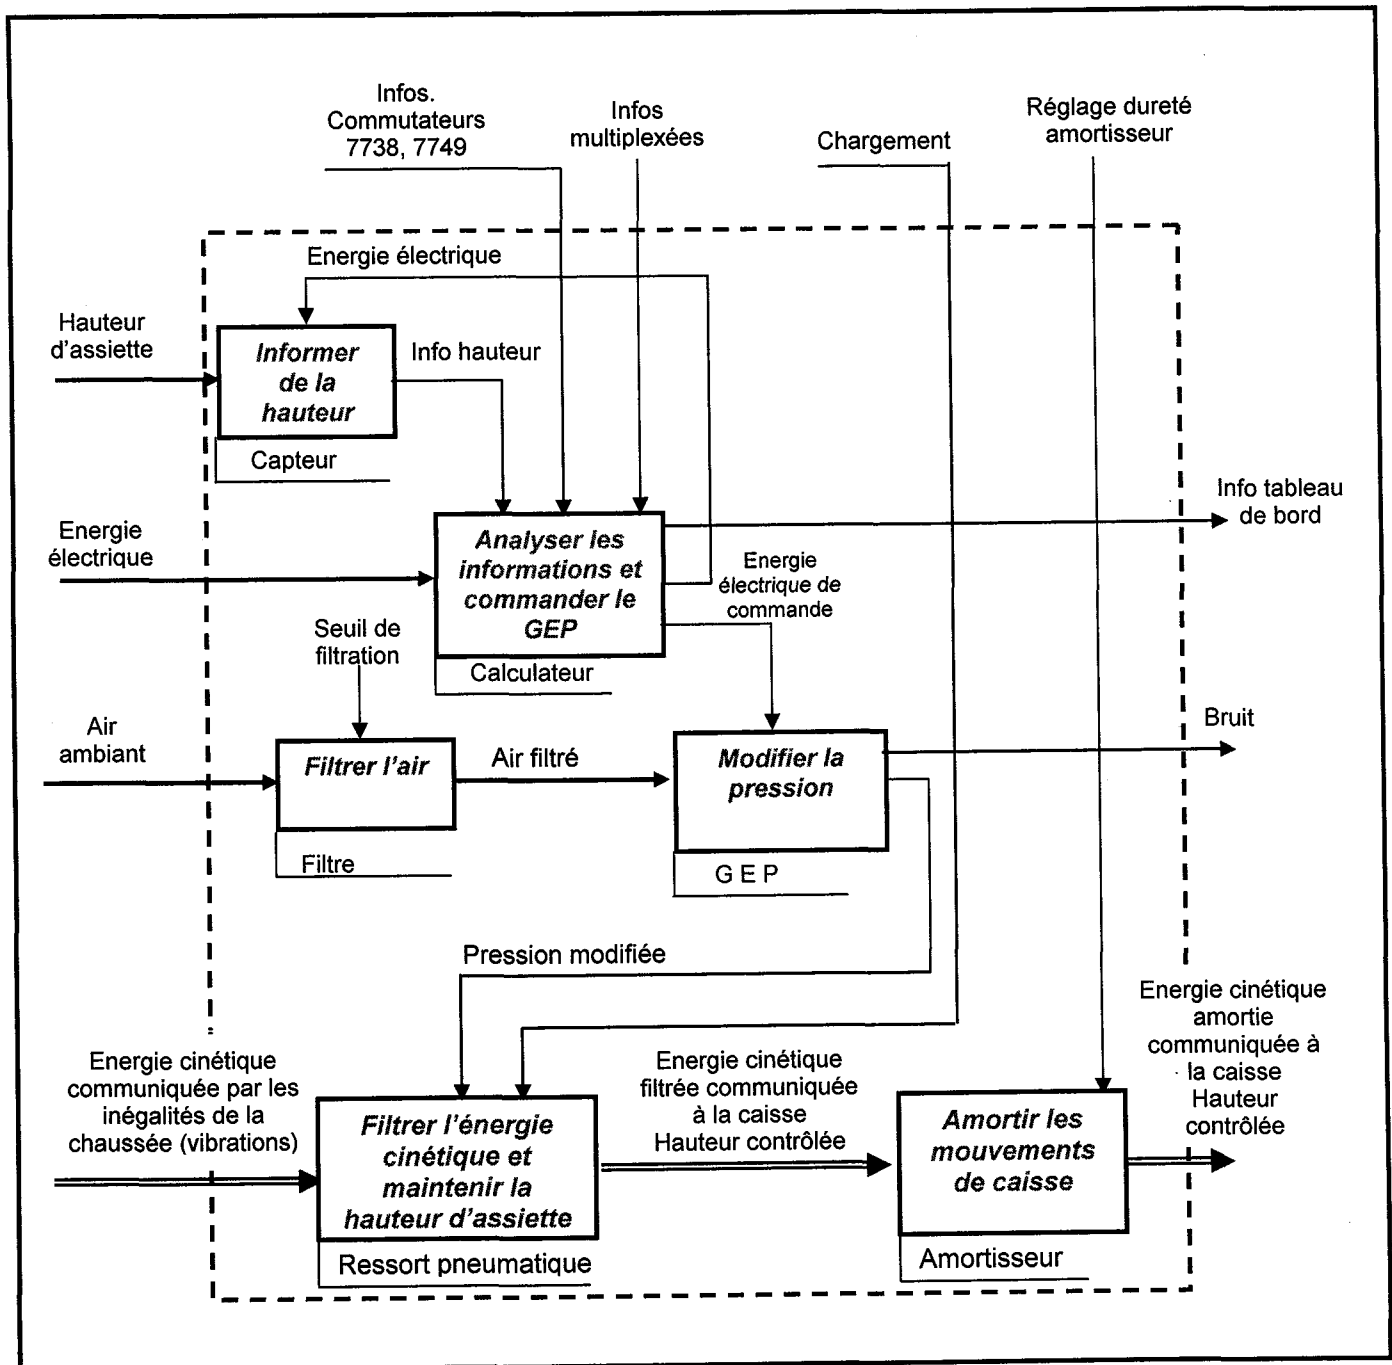 Infos.
Commutateurs
7738, 7749
Infos
multiplexées
Chargement
Réglage dureté
amortisseur
Energie électrique
Hauteur
d'assiette
Informer
de la
hauteur
Info hauteur
Capteur
Energie
électrique
Analyser les
informations et
commander le
GEP
Calculateur
Info tableau
de bord
Energie
électrique de
commande
Seuil de
filtration
Air
ambiant
Filtrer l'air
Filtre
Air filtré
Modifier la
pression
G E P
Bruit
Pression modifiée
Energie cinétique
communiquée par les
inégalités de la
chaussée (vibrations)
Filtrer l'énergie
cinétique et
maintenir la
hauteur d'assiette
Ressort pneumatique
Energie cinétique
filtrée communiquée
à la caisse
Hauteur contrôlée
Amortir les
mouvements
de caisse
Amortisseur
Energie cinétique
amortie
communiquée à
la caisse
Hauteur
contrôlée